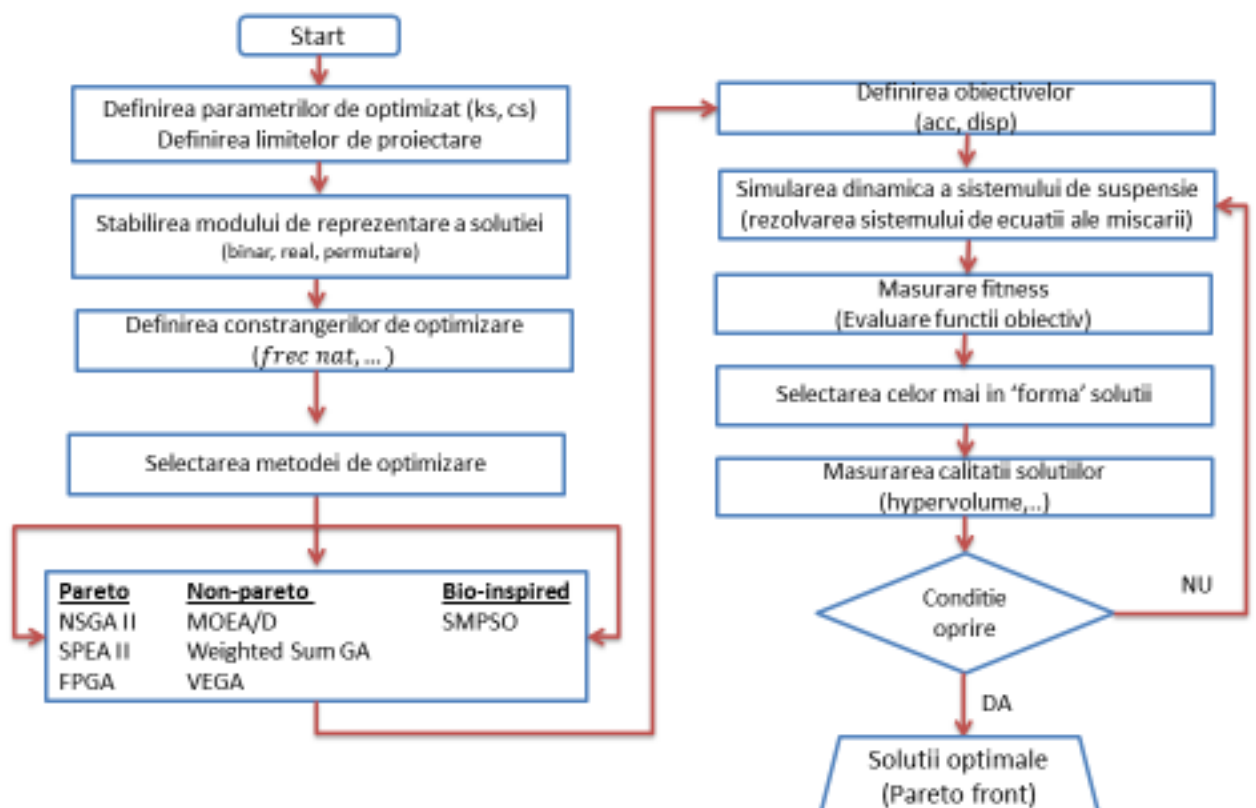 Start
Definirea parametrilor de optimizat (ks, cs)
Definirea limitelor de proiectare
Stabilirea modului de reprezentare a solutiei
(binar, real, permutare)
Definirea constrangerilor de optimizare
(frec nat, ... )
Selectarea metodei de optimizare
Pareto Non-pareto Bio-inspired
NSGA II MOEA/D SMPSO
SPEA II Weighted Sum GA
FPGA VEGA
Definirea obiectivelor
(acc, disp)
Simularea dinamica a sistemului de suspensie
(rezolvarea sistemului de ecuatii ale miscarii)
Masurare fitness
(Evaluare functii obiectiv)
Selectarea celor mai in ‘forma’ solutii
Masurarea calitatii solutiilor
(hypervolume,..)
Conditie
oprire
NU
DA
Solutii optimale
(Pareto front)